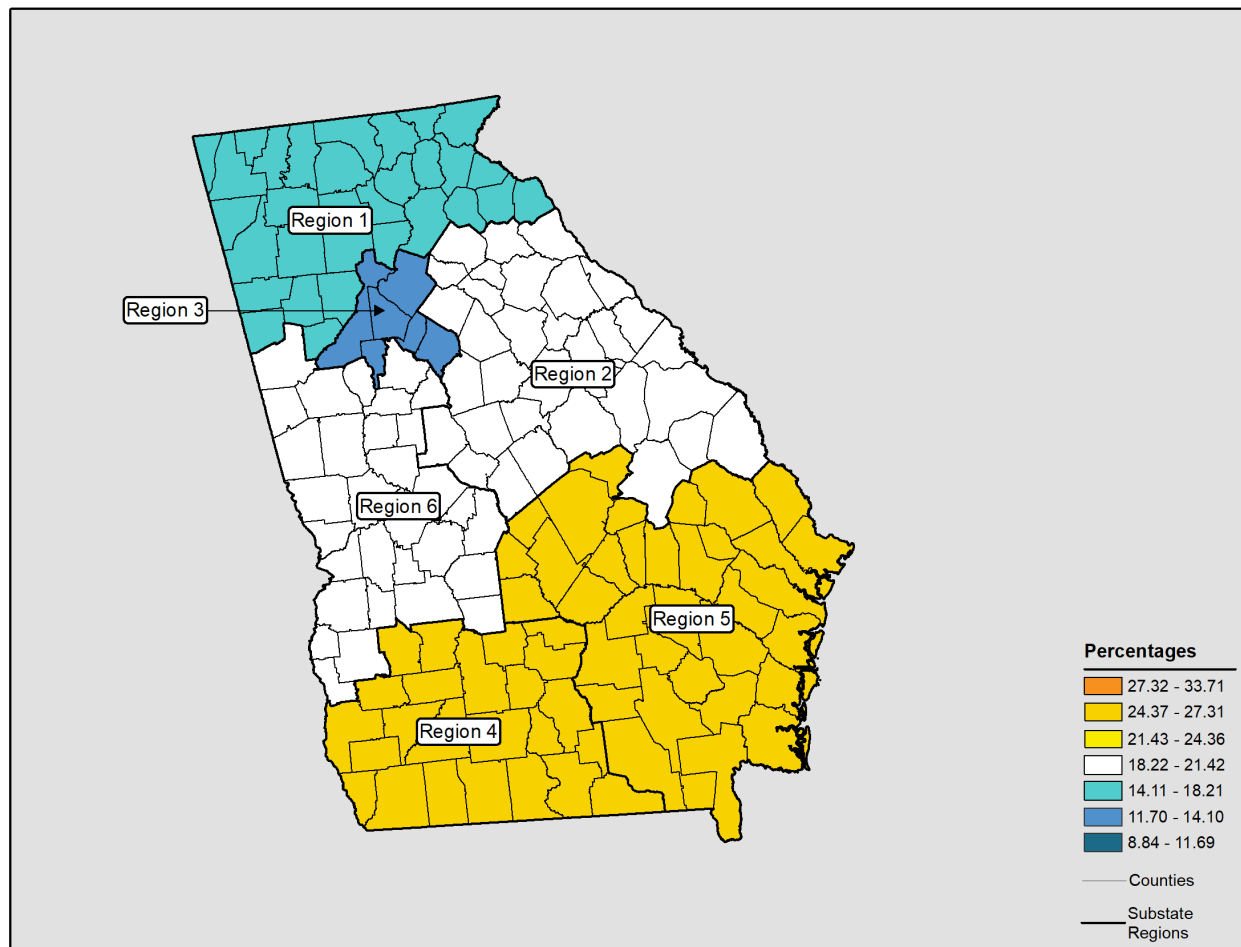 Region 1
Region 3
Region 2
Region 6
Region 5
Region 4
Percentages
27.32 - 33.71
24.37 - 27.31
21.43 - 24.36
18.22 - 21.42
14.11 - 18.21
11.70 - 14.10
8.84 - 11.69
Counties
Substate
Regions